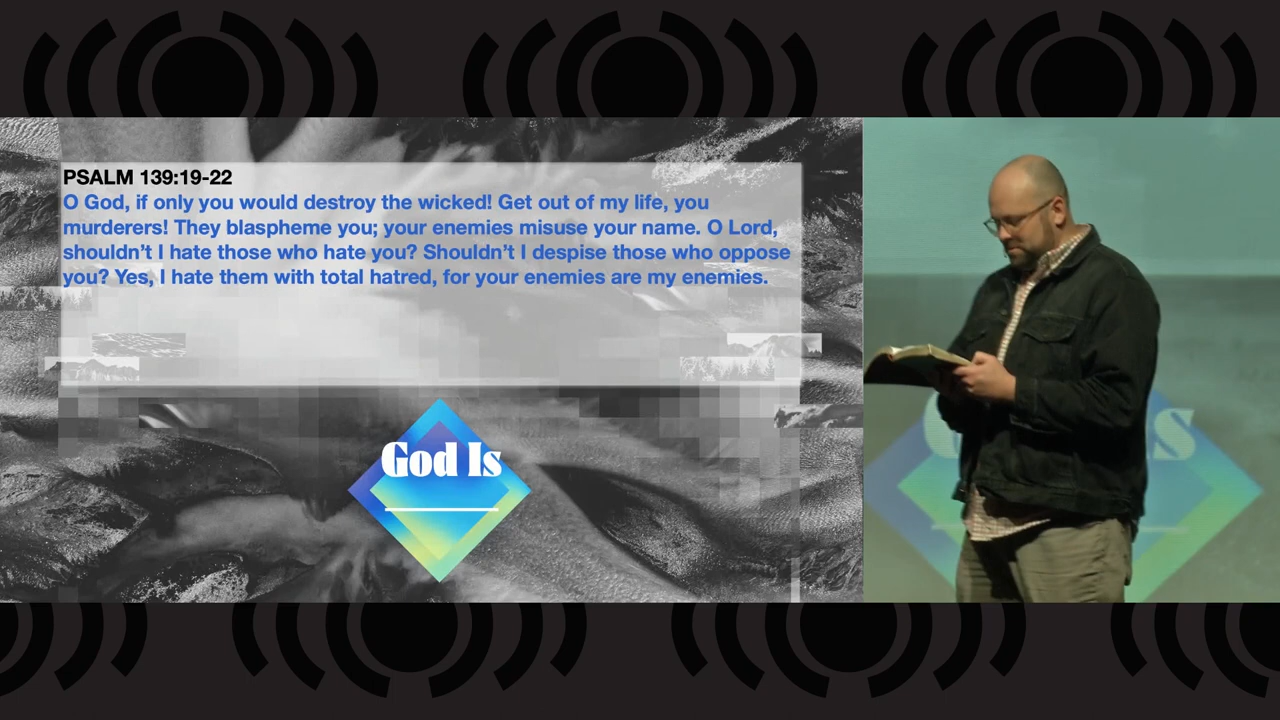 PSALM 139:19-22
O God, if only you would destroy the wicked! Get out of my life, you
murderers! They blaspheme you; your enemies misuse your name. O Lord,
shouldn’t I hate those who hate you? Shouldn’t I despise those who oppose
you? Yes, I hate them with total hatred, for your enemies are my enemies.
God Is